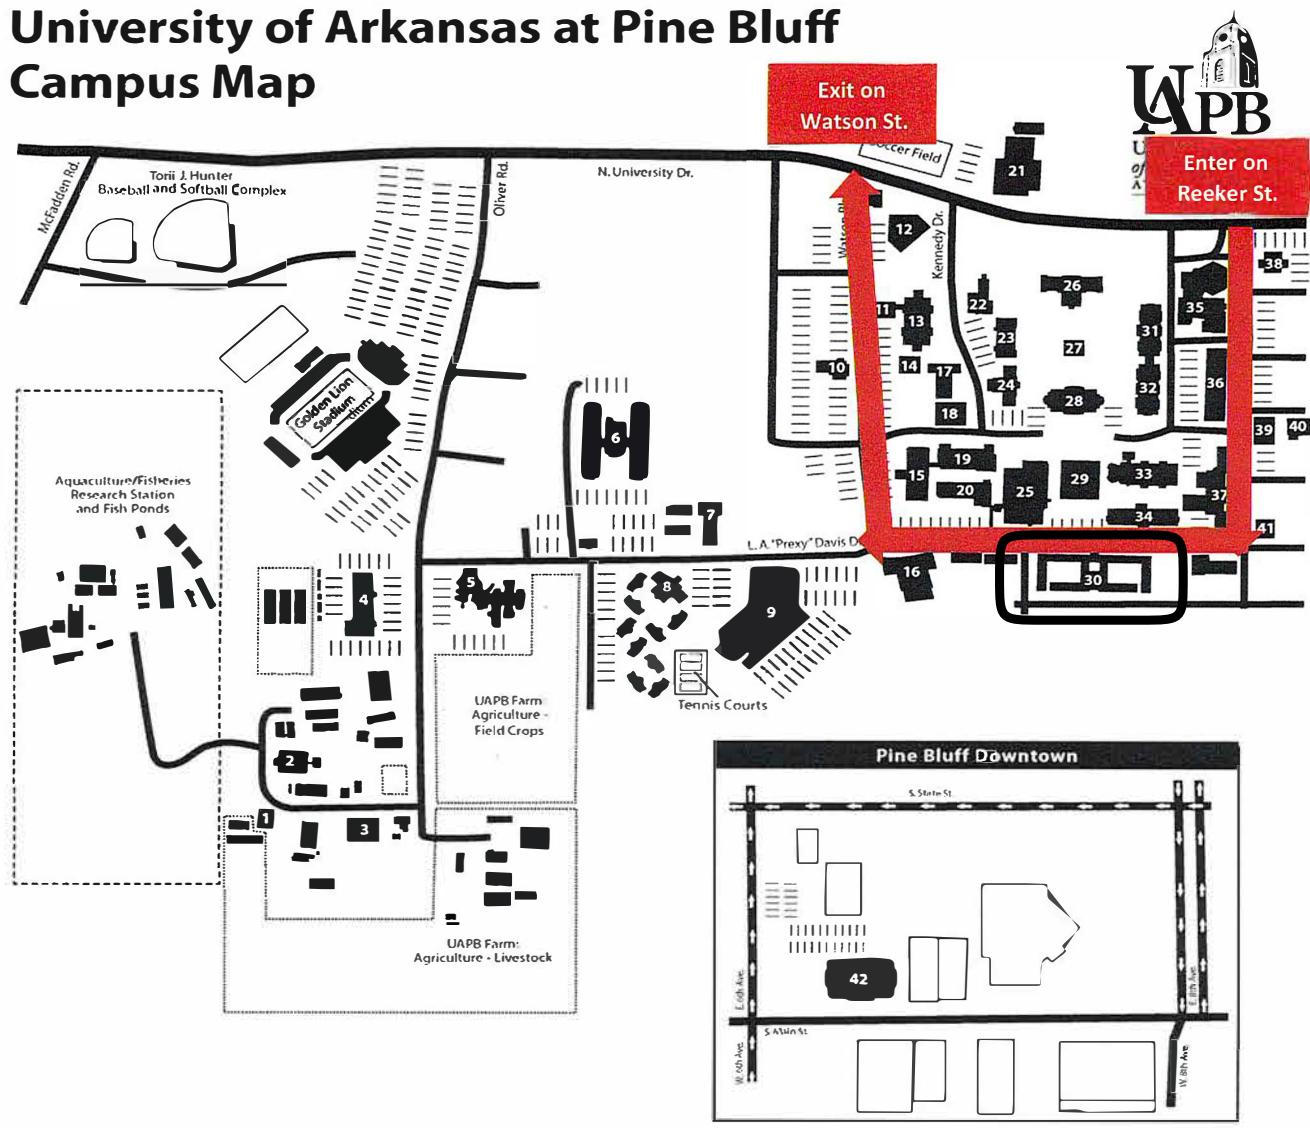 University of Arkansas at Pine Bluff
Campus Map
Exit on
Watson St.
UAPB
Enter on
Reeker St.
Soccer Field
21
McFadden Rd.
Torii J. Hunter
Baseball and Softball Complex
Oliver Rd.
N. University Dr.
12
Kennedy Dr.
38
26
22
35
11
13
23
31
27
14
10
17
24
32
36
28
18
Golden Lion
Stadium
6
39
40
19
15
20
25
29
33
37
34
7
41
L.A. "Prexy" Davis D
Aquaculture/Fisheries
Research Station
and Fish Ponds
16
30
5
8
4
9
Tennis Courts
UAPB Farm
Agriculture -
Field Crops
2
1
3
UAPB Farm:
Agriculture - Livestock
Pine Bluff Downtown
S. State St.
42
E. 6th Ave.
E. 8th Ave.
W. 6th Ave.
W. 8th Ave.